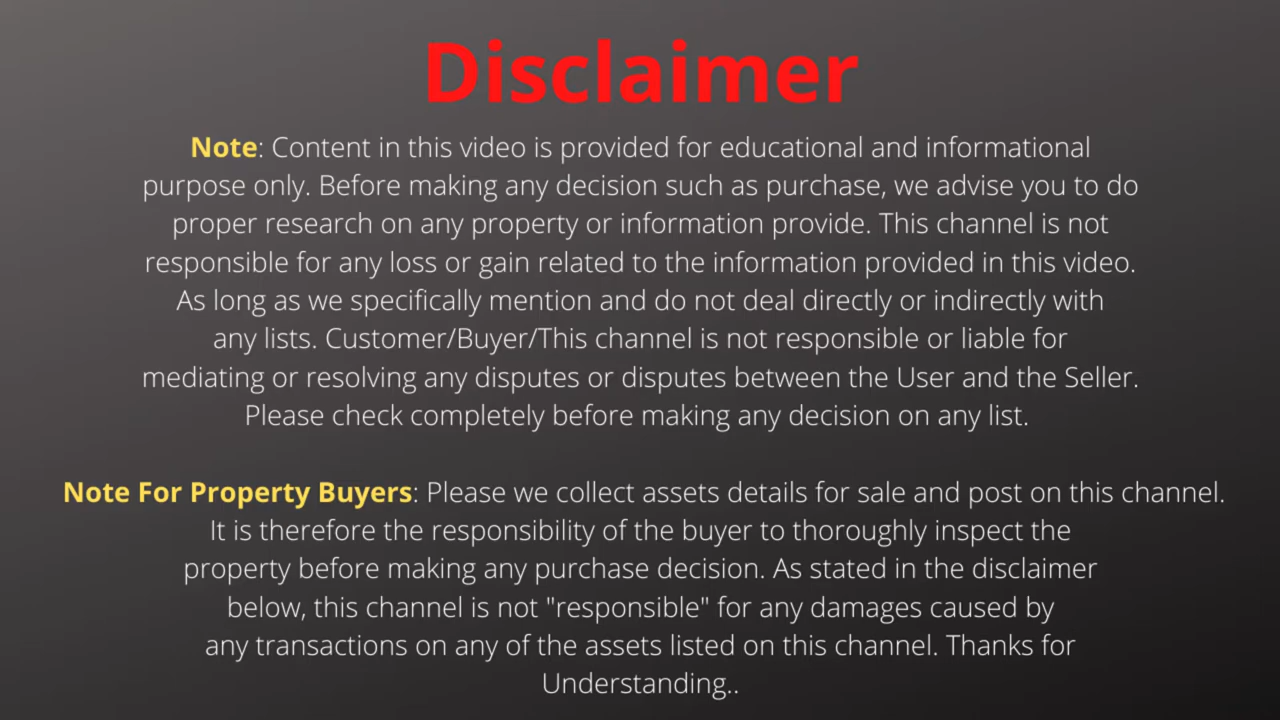 Disclaimer
Note: Content in this video is provided for educational and informational
purpose only. Before making any decision such as purchase, we advise you to do
proper research on any property or information provide. This channel is not
responsible for any loss or gain related to the information provided in this video.
As long as we specifically mention and do not deal directly or indirectly with
any lists. Customer/Buyer/This channel is not responsible or liable for
mediating or resolving any disputes or disputes between the User and the Seller.
Please check completely before making any decision on any list.
Note For Property Buyers: Please we collect assets details for sale and post on this channel.
It is therefore the responsibility of the buyer to thoroughly inspect the
property before making any purchase decision. As stated in the disclaimer
below, this channel is not "responsible" for any damages caused by
any transactions on any of the assets listed on this channel. Thanks for
Understanding..